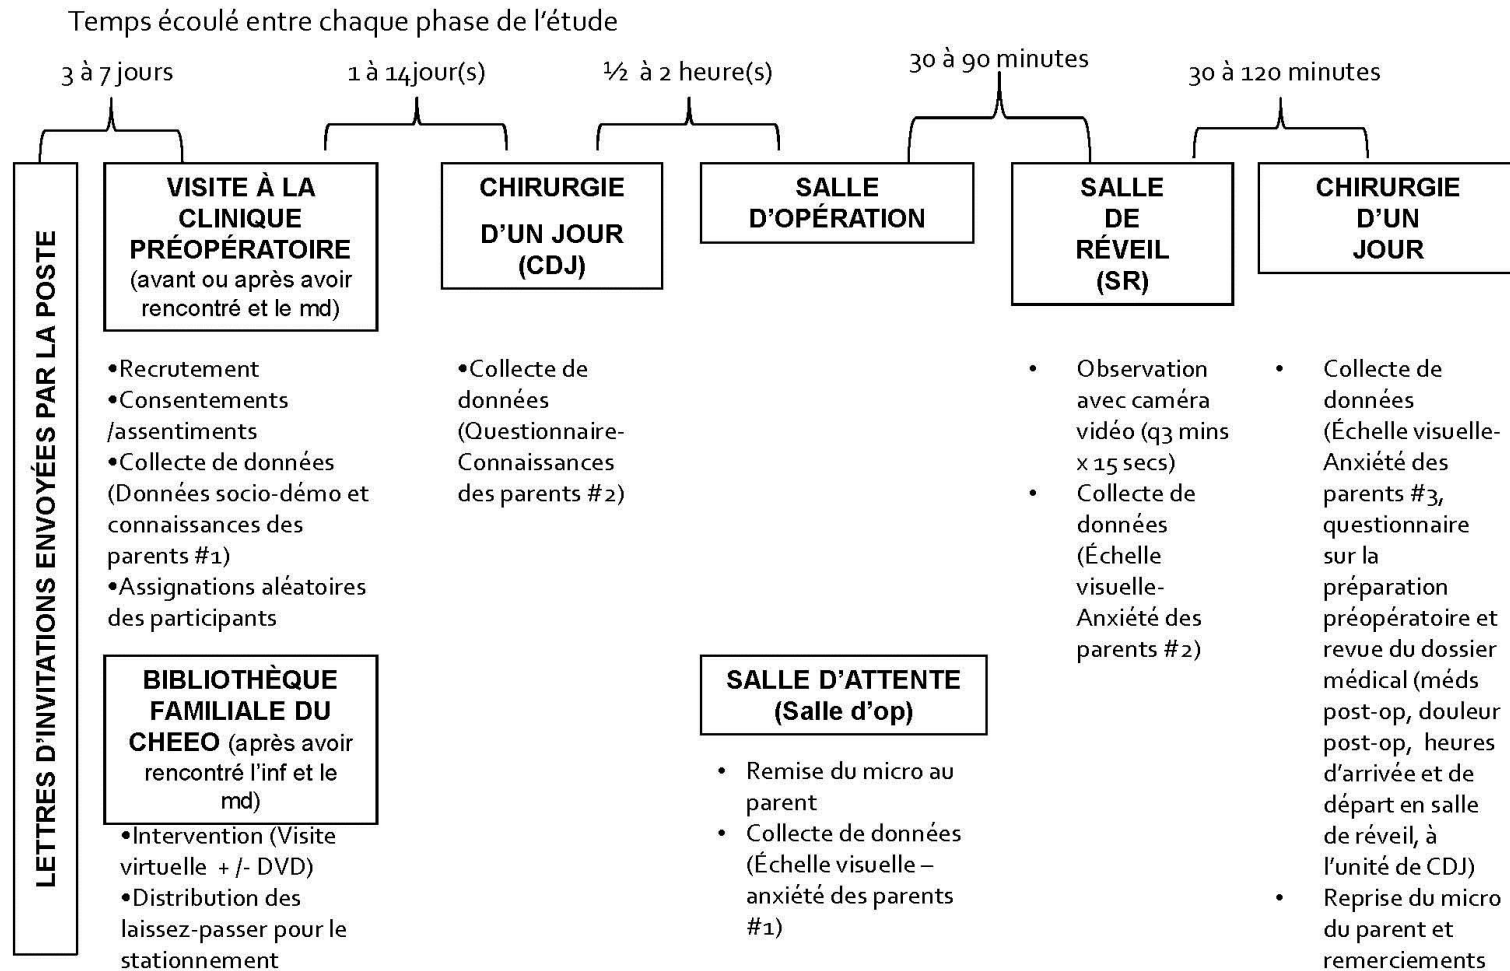 Temps écoulé entre chaque phase de l'étude
3 à 7 jours
1 à 14jour(s)
½ à 2 heure(s)
30 à 90 minutes
30 à 120 minutes
LETTRES D'INVITATIONS ENVOYÉES PAR LA POSTE
VISITE À LA
CLINIQUE
PRÉOPÉRATOIRE
(avant ou après avoir
rencontré et le md)
•Recrutement
•Consentements
/assentiments
•Collecte de données
(Données socio-démo et
connaissances des
parents #1)
•Assignations aléatoires
des participants
BIBLIOTHÈQUE
FAMILIALE DU
CHEEO (après avoir
rencontré l'inf et le
md)
•Intervention (Visite
virtuelle + /- DVD)
•Distribution des
laissez-passer pour le
stationnement
CHIRURGIE
D'UN JOUR
(CDJ)
•Collecte de
données
(Questionnaire-
Connaissances
des parents #2)
SALLE
D'OPÉRATION
SALLE D'ATTENTE
(Salle d'op)
• Remise du micro au
parent
• Collecte de données
(Échelle visuelle –
anxiété des parents
#1)
SALLE
DE
RÉVEIL
(SR)
• Observation
avec caméra
vidéo (q3 mins
x 15 secs)
• Collecte de
données
(Échelle
visuelle-
Anxiété des
parents #2)
CHIRURGIE
D'UN
JOUR
• Collecte de
données
(Échelle visuelle-
Anxiété des
parents #3,
questionnaire
sur la
préparation
préopératoire et
revue du dossier
médical (méds
post-op, douleur
post-op, heures
d'arrivée et de
départ en salle
de réveil, à
l'unité de CDJ)
• Reprise du micro
du parent et
remerciements